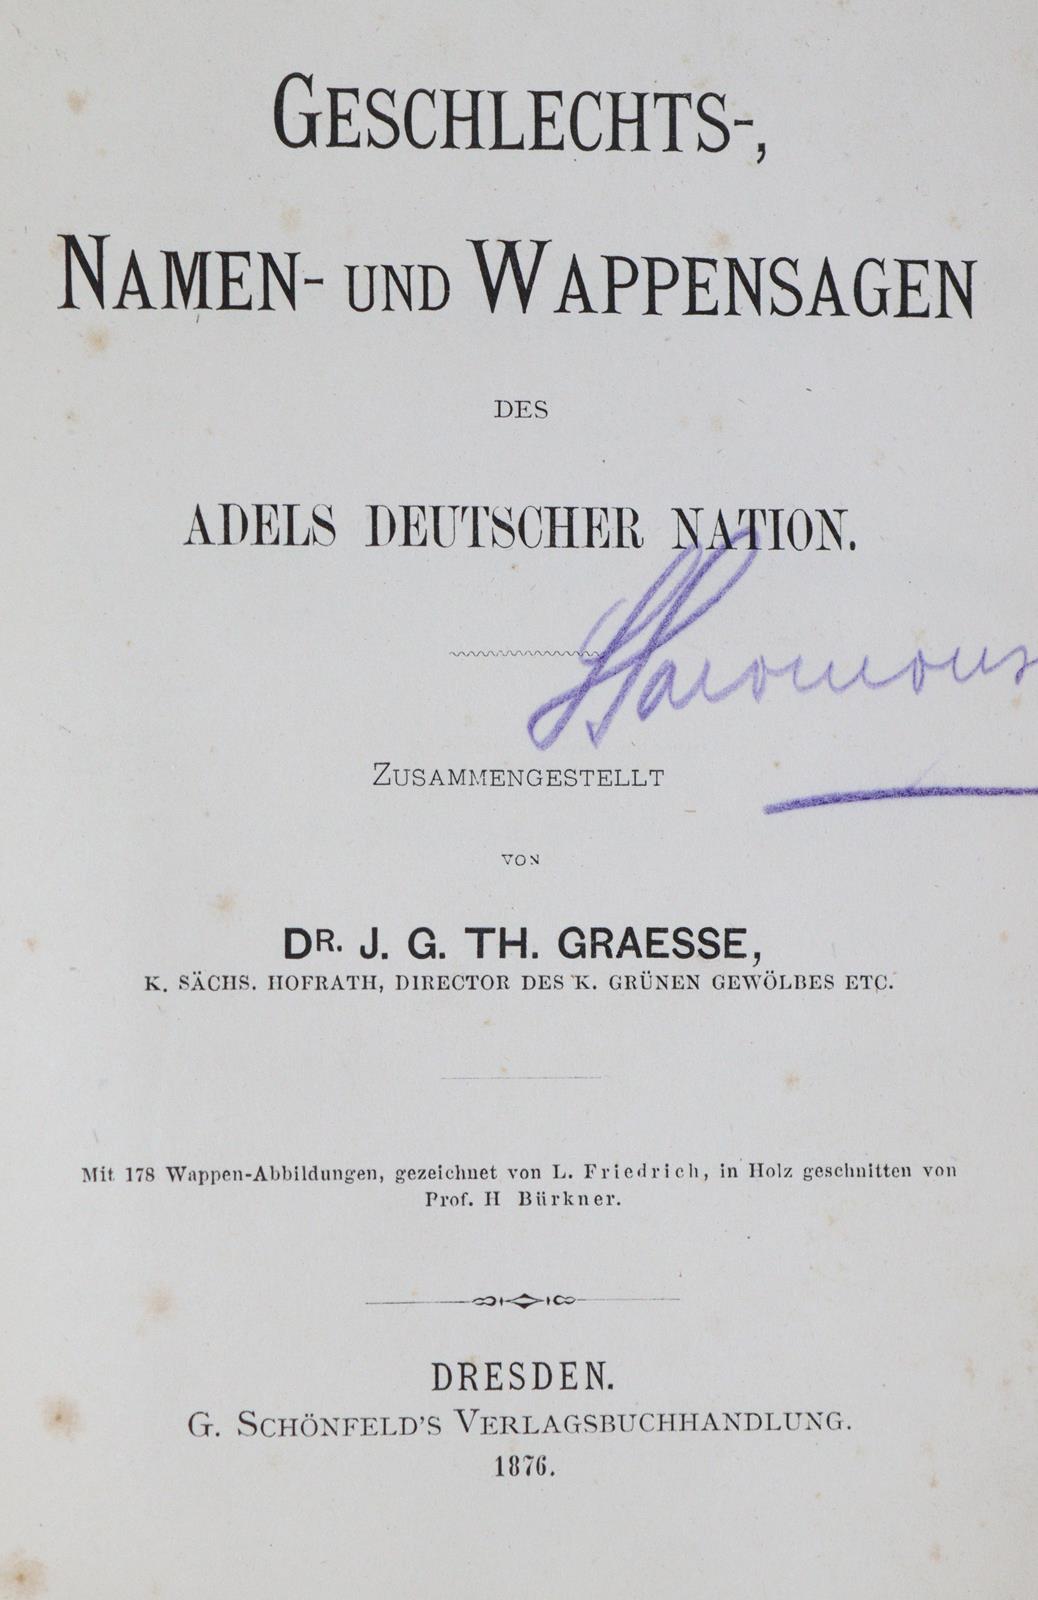 GESCHLECHTS-,
NAMEN- UND WAPPENSAGEN
DES
ADELS DEUTSCHER NATION.
ZUSAMMENGESTELLT
VON
DR. J. G. TH. GRAESSE,
K. SÄCHS. HOFRATH, DIRECTOR DES K. GRÜNEN GEWÖLBES ETC.
Mit 178 Wappen-Abbildungen, gezeichnet von L. Friedrich, in Holz geschnitten von
Prof. H Bürkner.
DRESDEN.
G. SCHÖNFELD'S VERLAGSBUCHHANDLUNG.
1876.